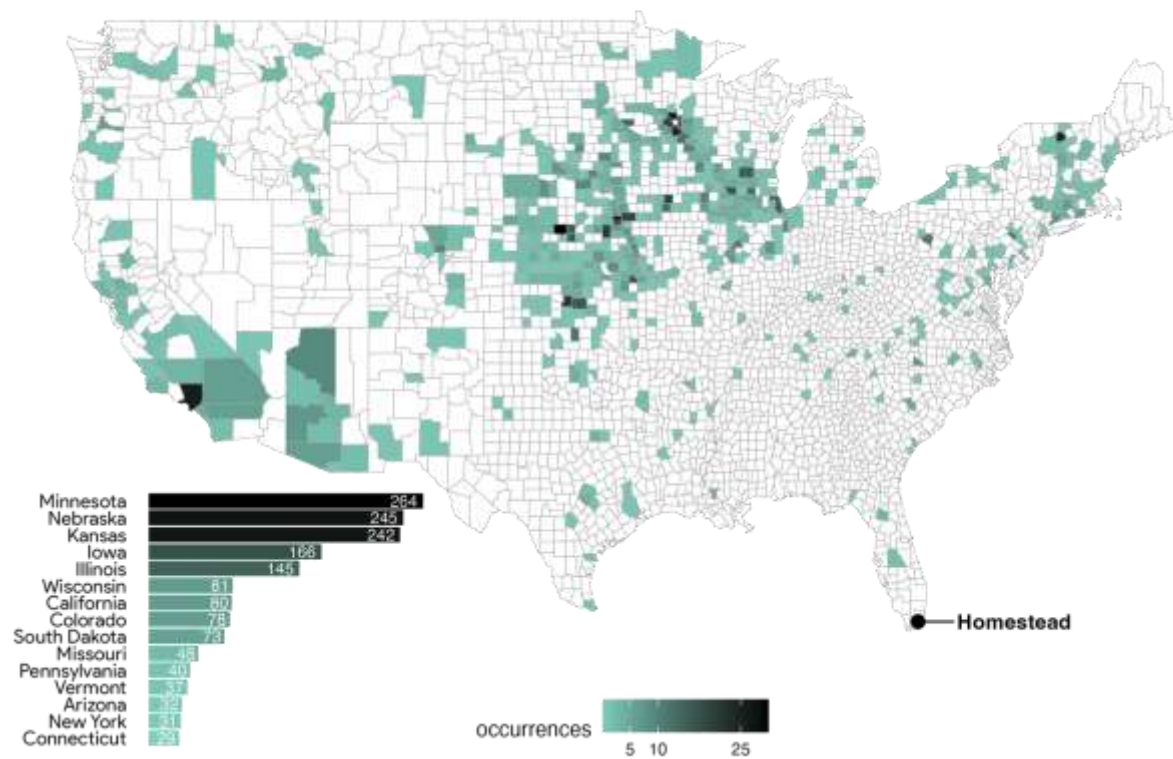 Homestead
Minnesota 264
Nebraska 245
Kansas 242
Iowa 166
Illinois 145
Wisconsin 81
California 80
Colorado 78
South Dakota 73
Missouri 48
Pennsylvania 40
Vermont 37
Arizona 32
New York 31
Connecticut 29
occurrences
5 10 25